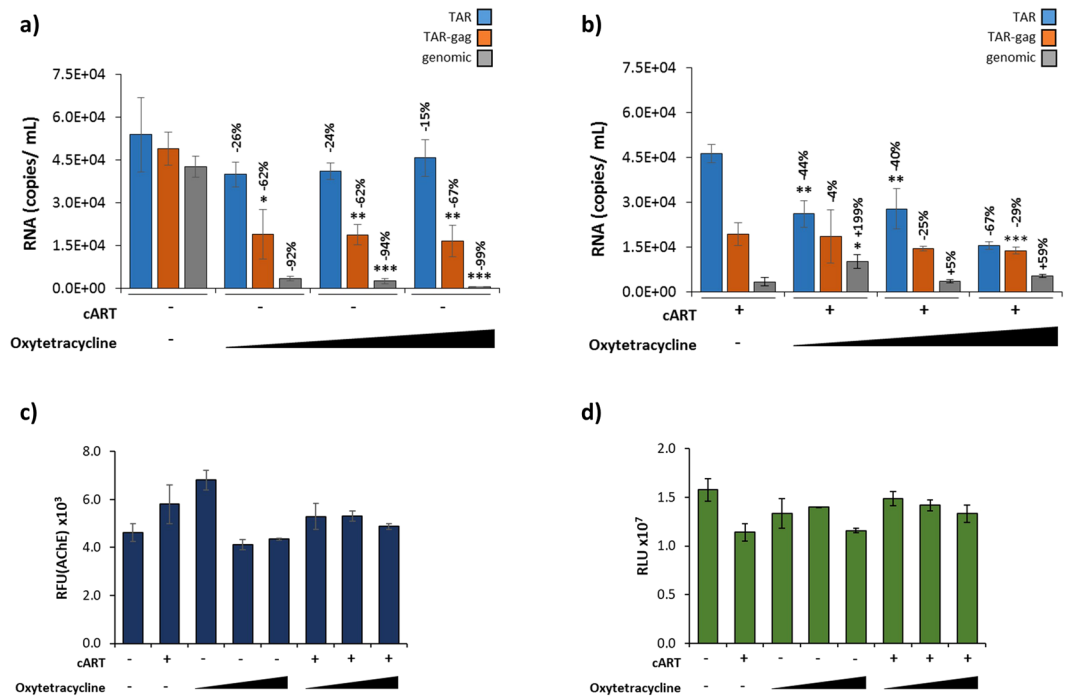 a)
TAR
TAR-gag
genomic
RNA (copies/ mL)
7.5E+04
6.0E+04
4.5E+04
3.0E+04
1.5E+04
0.0E+00
-26%
* -62%
-92%
-24%
** -62%
*** -94%
-15%
** -67%
*** -99%
cART - - - -
Oxytetracycline -
b)
TAR
TAR-gag
genomic
RNA (copies/ mL)
7.5E+04
6.0E+04
4.5E+04
3.0E+04
1.5E+04
0.0E+00
** -44%
-4%
* +199%
** -40%
-25%
+5%
-67%
*** -29%
+59%
cART + + + +
Oxytetracycline -
c)
RFU(AChE) x10³
8.0
6.0
4.0
2.0
0.0
cART - + - - - + + +
Oxytetracycline - -
d)
RLU x10⁷
2.0
1.5
1.0
0.5
0.0
cART - + - - - + + +
Oxytetracycline - -